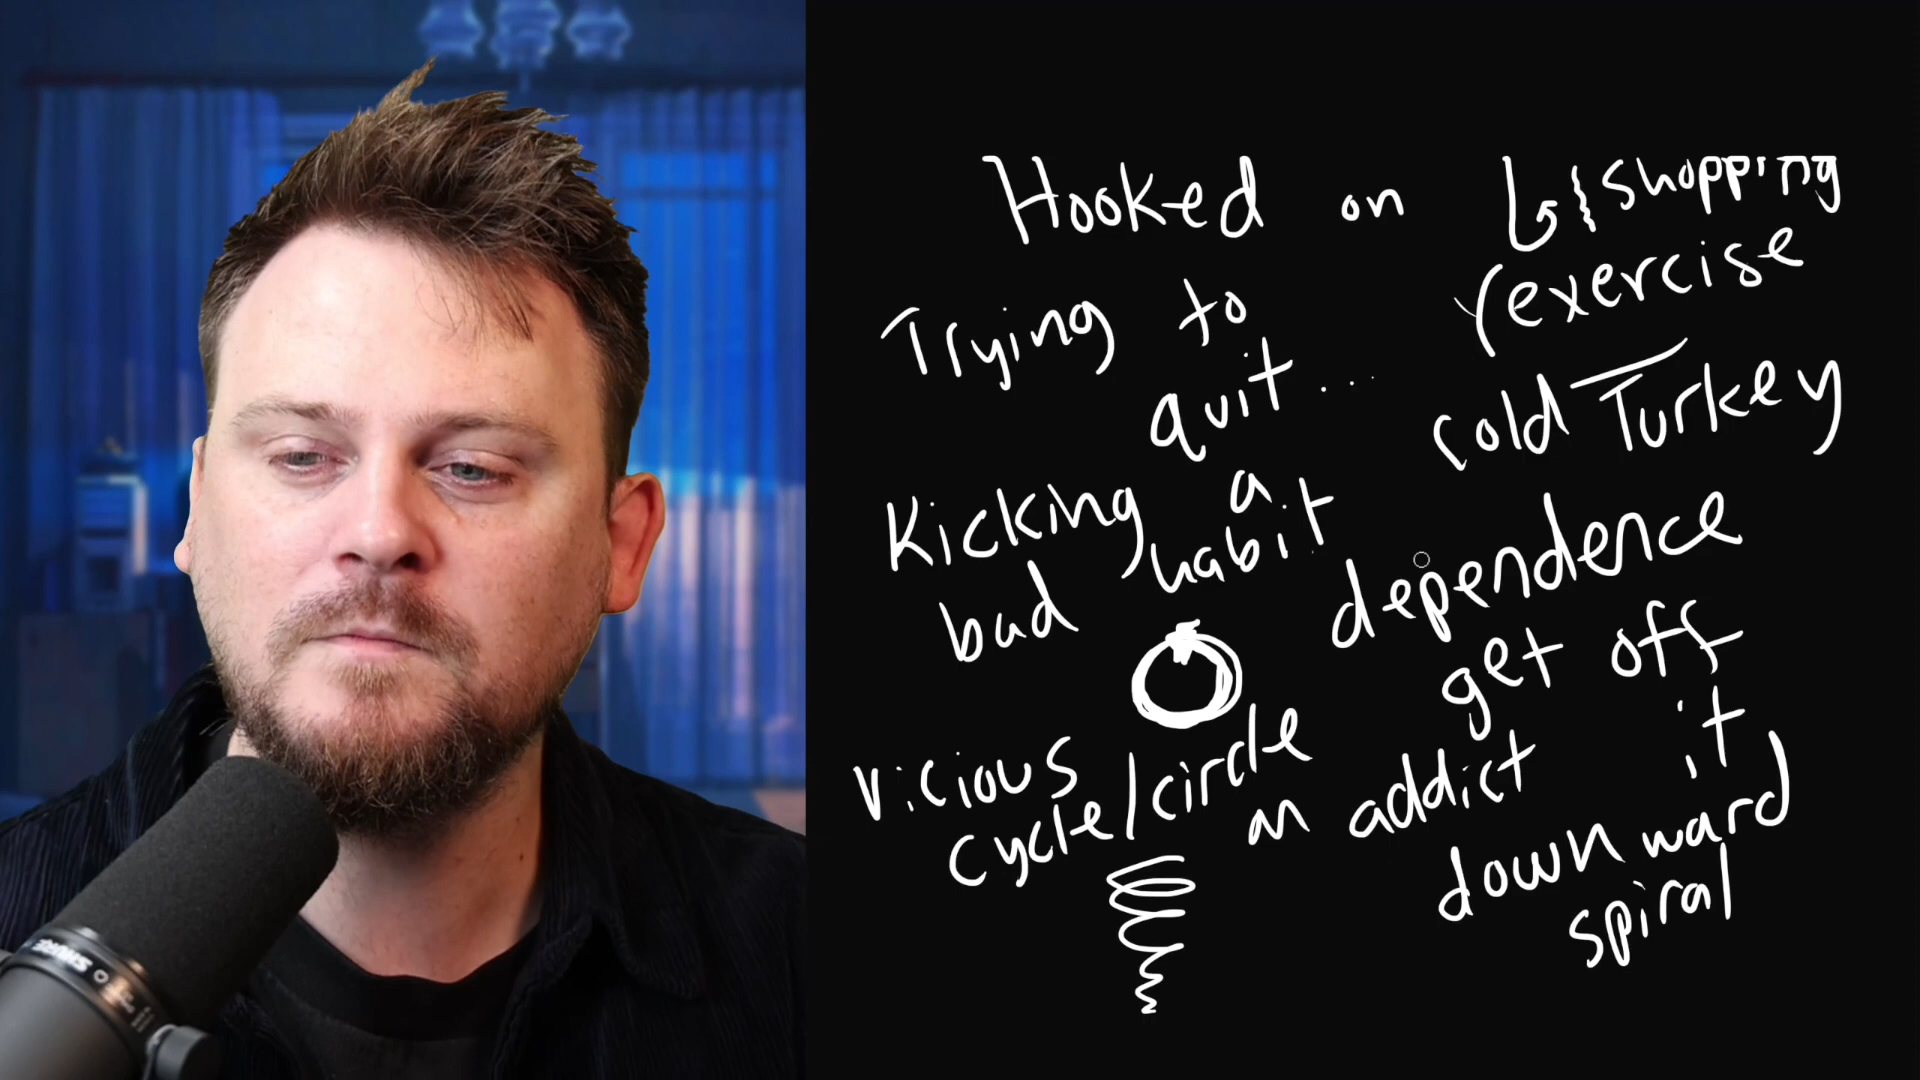 Hooked on shopping
exercise
Trying to
quit... cold Turkey
Kicking a
bad habit
dependence
get off
it
vicious
cycle/circle
an addict
downward
spiral
SHURE